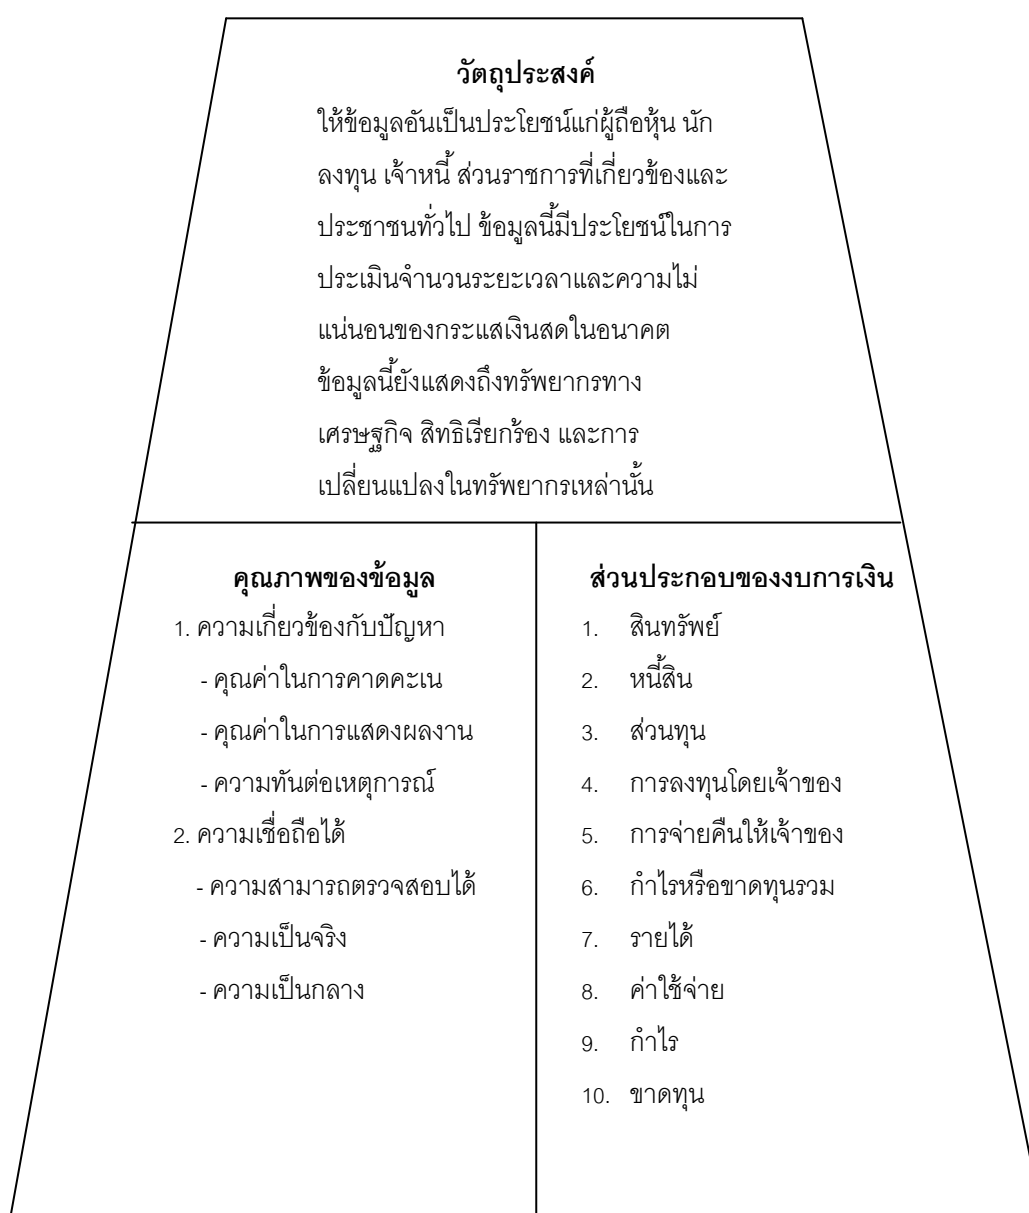 วัตถุประสงค์
ให้ข้อมูลอันเป็นประโยชน์แก่ผู้ถือหุ้น นัก
ลงทุน เจ้าหนี้ ส่วนราชการที่เกี่ยวข้องและ
ประชาชนทั่วไป ข้อมูลนี้มีประโยชน์ในการ
ประเมินจำนวนระยะเวลาและความไม่
แน่นอนของกระแสเงินสดในอนาคต
ข้อมูลนี้ยังแสดงถึงทรัพยากรทาง
เศรษฐกิจ สิทธิเรียกร้อง และการ
เปลี่ยนแปลงในทรัพยากรเหล่านั้น
คุณภาพของข้อมูล
1. ความเกี่ยวข้องกับปัญหา
- คุณค่าในการคาดคะเน
- คุณค่าในการแสดงผลงาน
- ความทันต่อเหตุการณ์
2. ความเชื่อถือได้
- ความสามารถตรวจสอบได้
- ความเป็นจริง
- ความเป็นกลาง
ส่วนประกอบของงบการเงิน
1. สินทรัพย์
2. หนี้สิน
3. ส่วนทุน
4. การลงทุนโดยเจ้าของ
5. การจ่ายคืนให้เจ้าของ
6. กำไรหรือขาดทุนรวม
7. รายได้
8. ค่าใช้จ่าย
9. กำไร
10. ขาดทุน